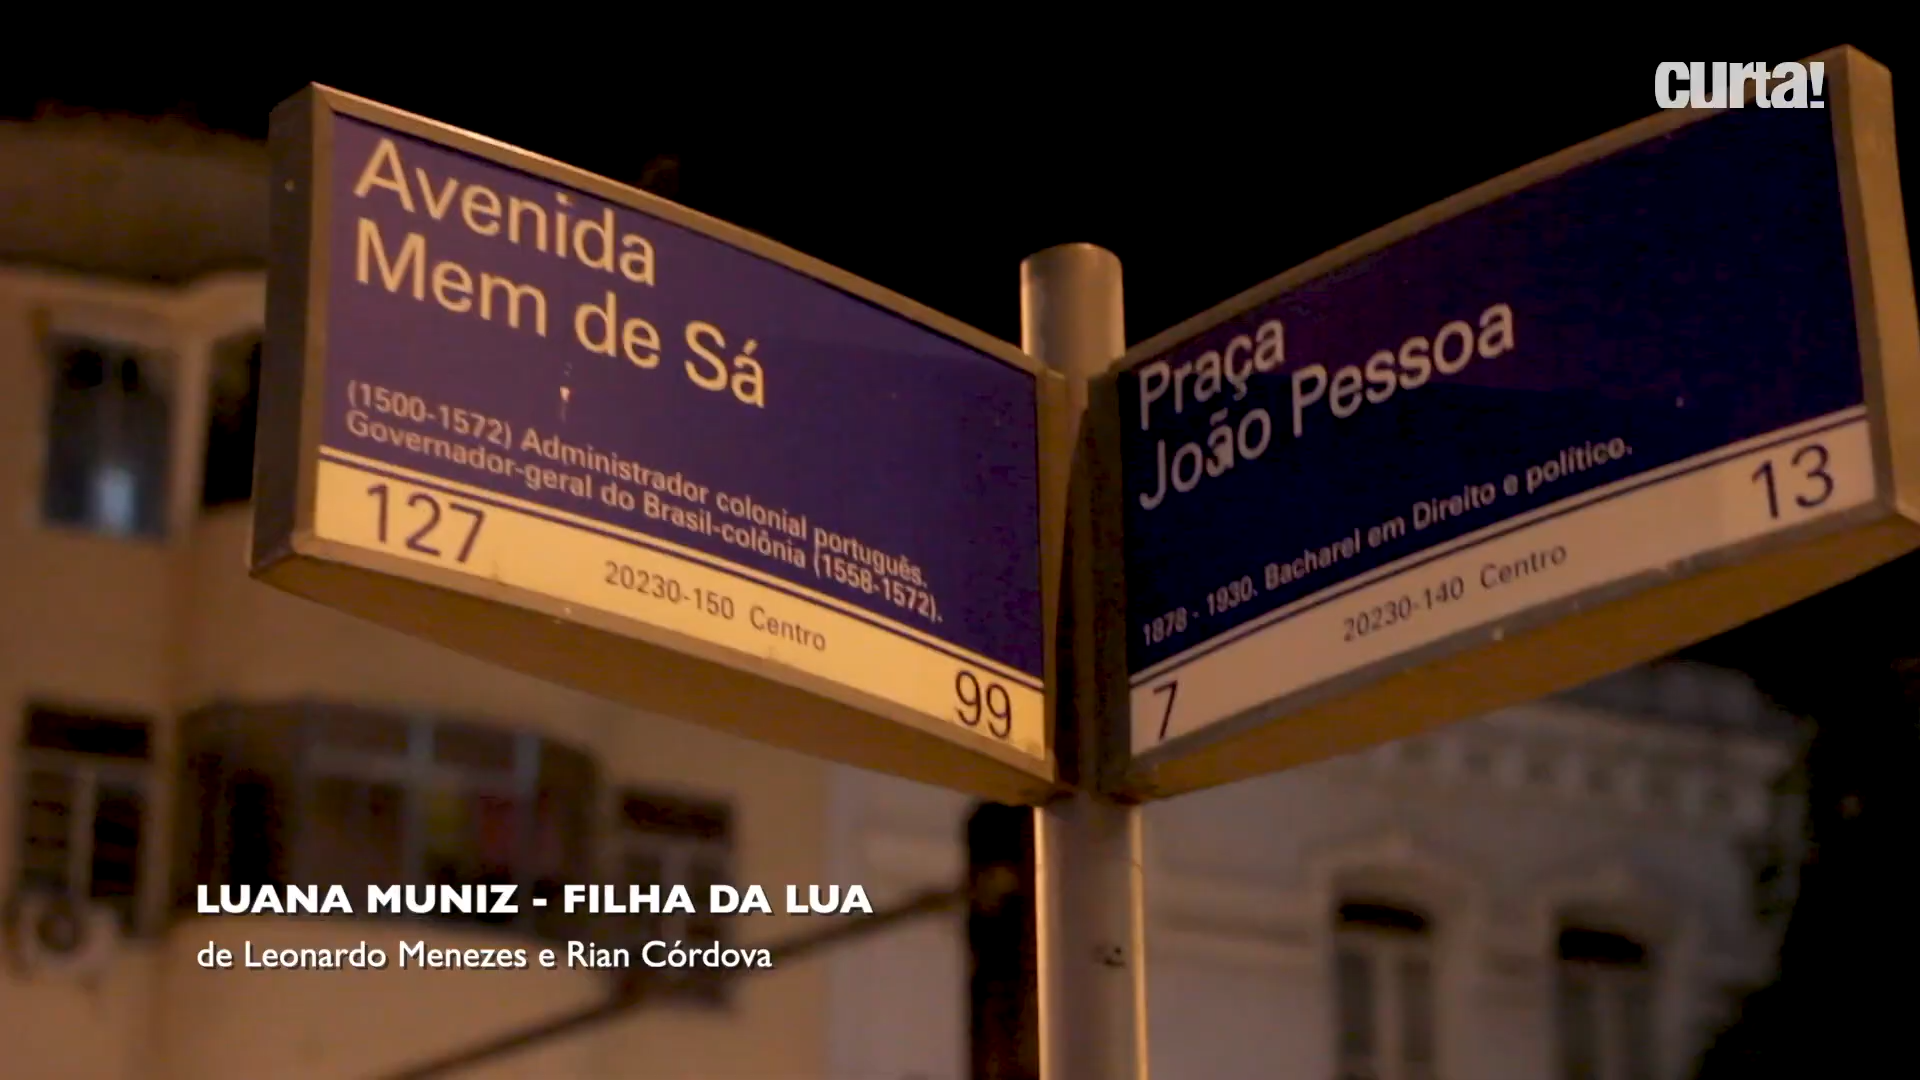 curta!
Avenida
Mem de Sá
(1500-1572) Administrador colonial português.
Governador-geral do Brasil-colônia (1558-1572).
127
20230-150 Centro
99
Praça
João Pessoa
1878 - 1930. Bacharel em Direito e político.
7
20230-140 Centro
13
LUANA MUNIZ - FILHA DA LUA
de Leonardo Menezes e Rian Córdova